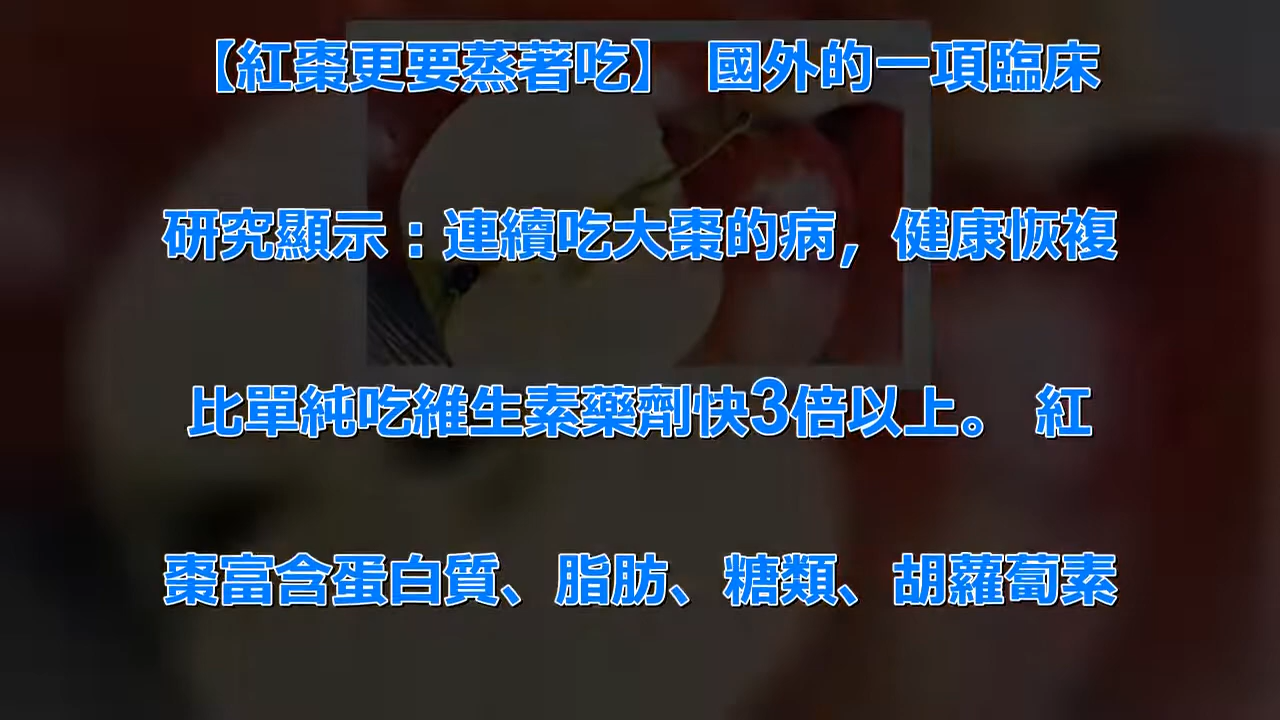 【紅棗更要蒸著吃】 國外的一項臨床
研究顯示：連續吃大棗的病，健康恢複
比單純吃維生素藥劑快3倍以上。 紅
棗富含蛋白質、脂肪、糖類、胡蘿蔔素